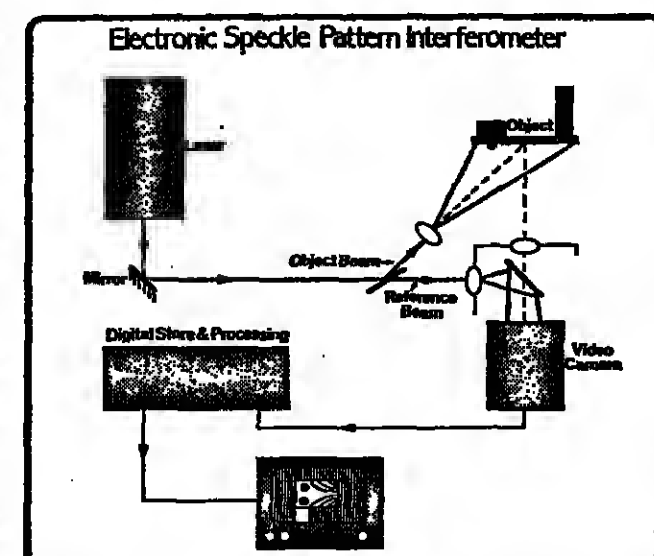 Electronic Speckle Pattern Interferometer
Laser
Object
Object Beam
Mirror
Reference
Beam
Digital Store & Processing
Video
Camera